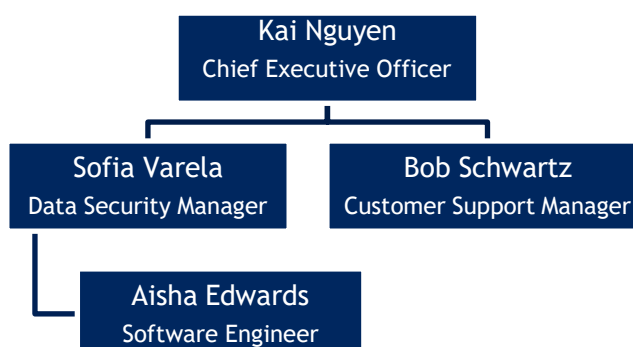 Kai Nguyen
Chief Executive Officer
Sofia Varela
Data Security Manager
Bob Schwartz
Customer Support Manager
Aisha Edwards
Software Engineer